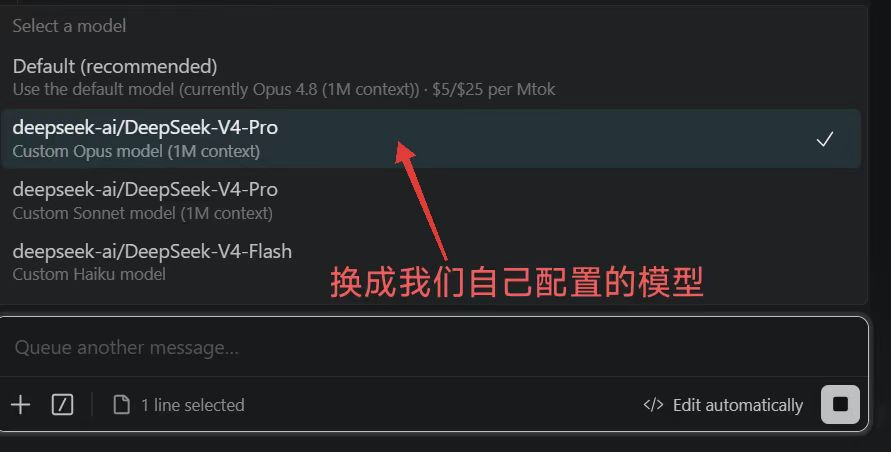 Select a model
Default (recommended)
Use the default model (currently Opus 4.8 (1M context)) · $5/$25 per Mtok
deepseek-ai/DeepSeek-V4-Pro
Custom Opus model (1M context)
deepseek-ai/DeepSeek-V4-Pro
Custom Sonnet model (1M context)
deepseek-ai/DeepSeek-V4-Flash
Custom Haiku model
换成我们自己配置的模型
Queue another message...
1 line selected
</> Edit automatically